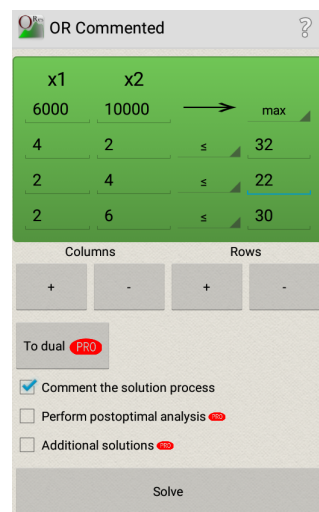 ORes OR Commented ?
x1 x2
6000 10000 max
4 2 ≤ 32
2 4 ≤ 22
2 6 ≤ 30
Columns Rows
+ - + -
To dual PRO
Comment the solution process
Perform postoptimal analysis PRO
Additional solutions PRO
Solve